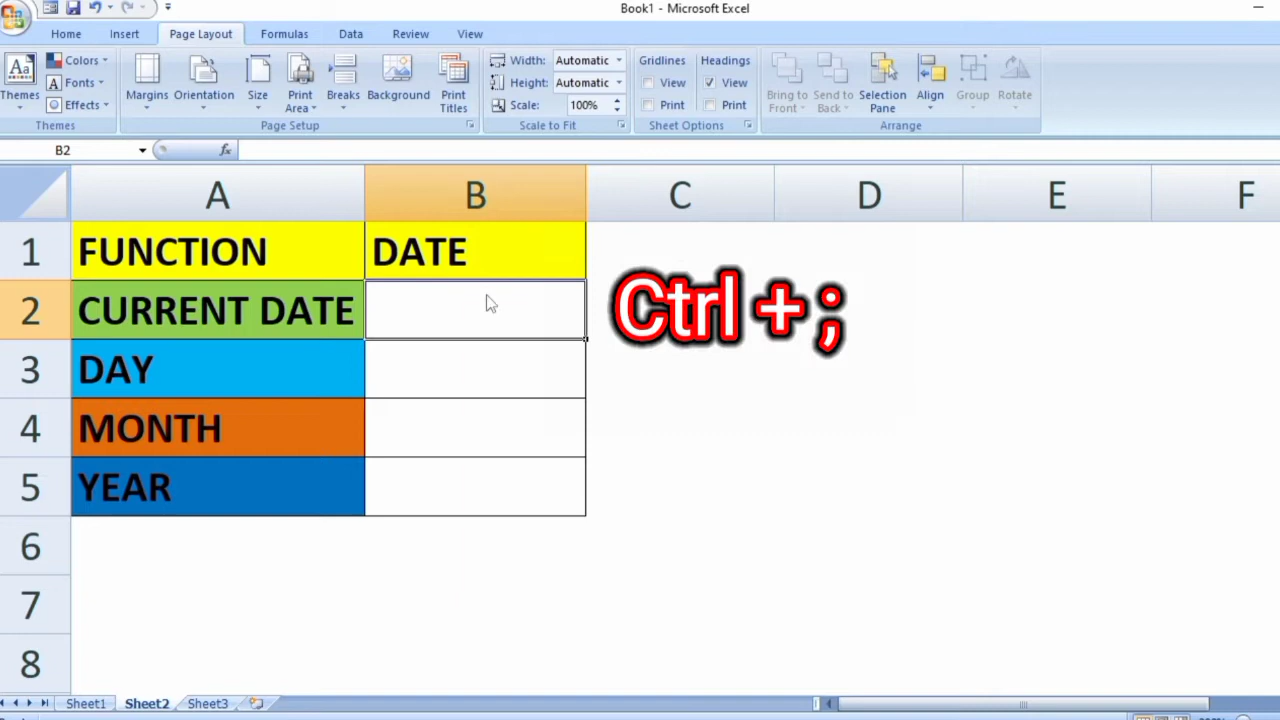 Book1 - Microsoft Excel
Home Insert Page Layout Formulas Data Review View
Themes
Colors
Fonts
Effects
Themes
Margins
Orientation
Size
Print Area
Breaks
Background
Print Titles
Page Setup
Width: Automatic
Height: Automatic
Scale: 100%
Scale to Fit
Gridlines
View
Print
Headings
View
Print
Sheet Options
Bring to Front
Send to Back
Selection Pane
Align
Group
Rotate
Arrange
B2 fx
A B C D E F
1 FUNCTION DATE
2 CURRENT DATE
Ctrl + ;
3 DAY
4 MONTH
5 YEAR
6
7
8
Sheet1 Sheet2 Sheet3